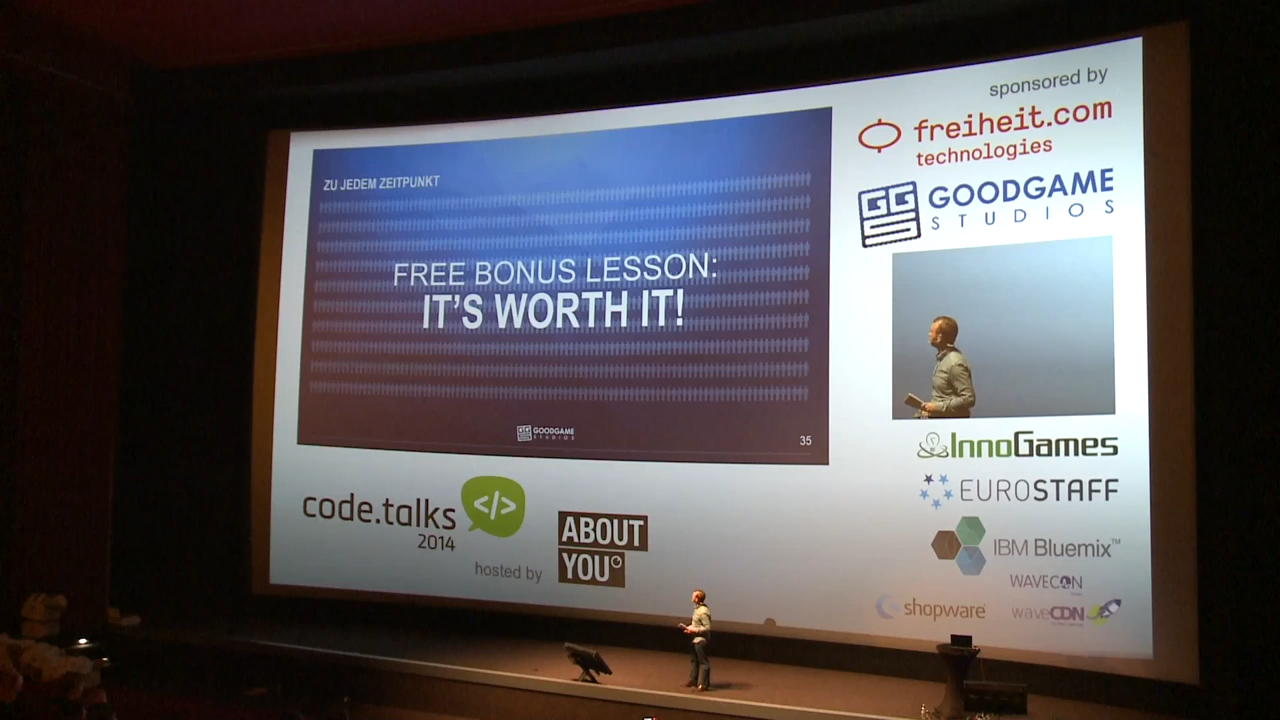 sponsored by
freiheit.com
technologies
GOODGAME
STUDIOS
ZU JEDEM ZEITPUNKT
FREE BONUS LESSON:
IT'S WORTH IT!
GOODGAME
STUDIOS
35
InnoGames
EUROSTAFF
IBM Bluemix™
WAVECON
shopware
waveCDN
code.talks </>
2014
hosted by
ABOUT
YOU